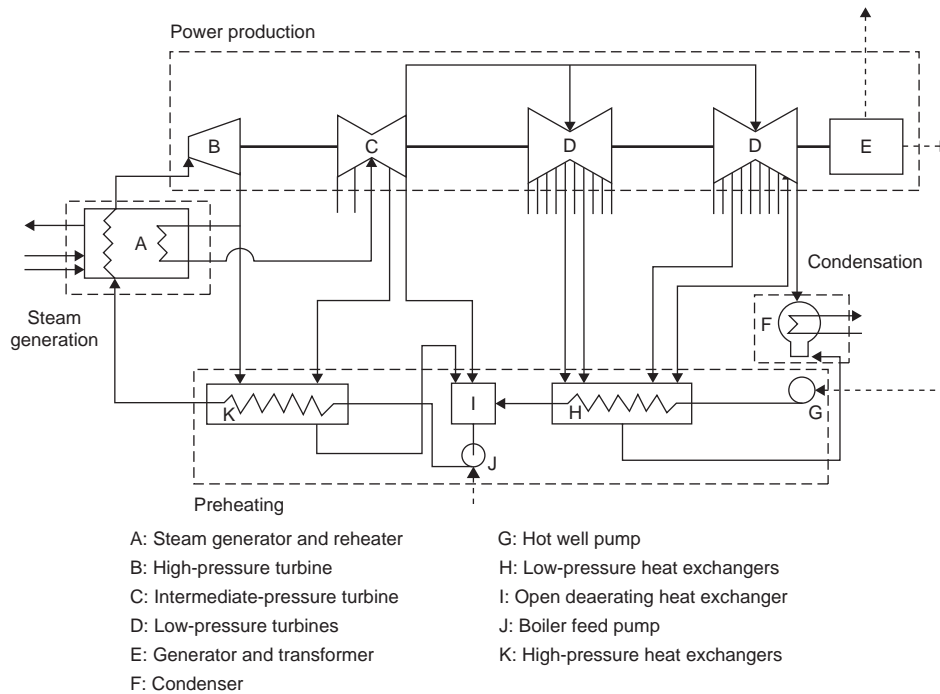 Power production
B
C
D
D
E
A
Steam
generation
Condensation
F
K
I
H
G
J
Preheating
A: Steam generator and reheater
B: High-pressure turbine
C: Intermediate-pressure turbine
D: Low-pressure turbines
E: Generator and transformer
F: Condenser
G: Hot well pump
H: Low-pressure heat exchangers
I: Open deaerating heat exchanger
J: Boiler feed pump
K: High-pressure heat exchangers